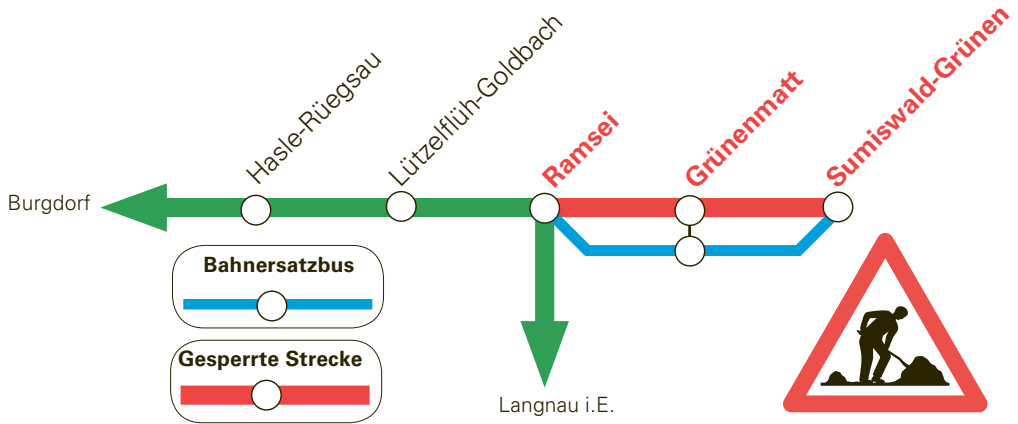 Burgdorf
Hasle-Rüegsau
Lützelflüh-Goldbach
Ramsei
Grünenmatt
Sumiswald-Grünen
Bahnersatzbus
Gesperrte Strecke
Langnau i.E.